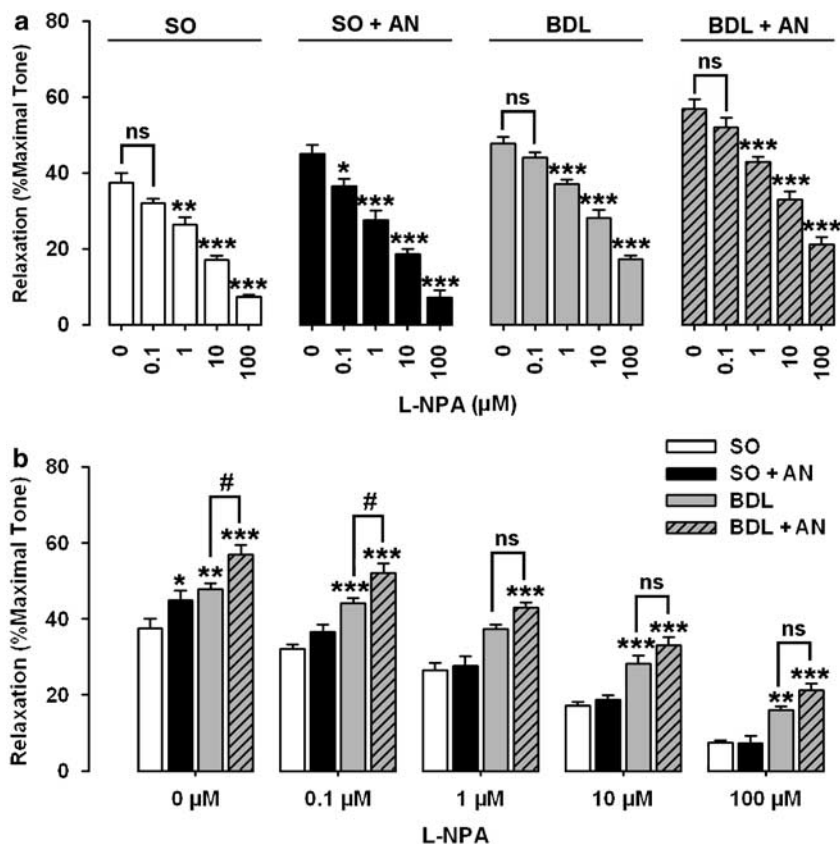 a
SO SO + AN BDL BDL + AN
Relaxation (%Maximal Tone)
80
60
40
20
0
ns ** *** ***
* *** *** ***
ns *** *** ***
ns *** *** ***
0 0.1 1 10 100 0 0.1 1 10 100 0 0.1 1 10 100 0 0.1 1 10 100
L-NPA (µM)
b
SO
SO + AN
BDL
BDL + AN
Relaxation (%Maximal Tone)
80
60
40
20
0
# # ns ns ns
* ** ***
*** ***
***
*** ***
** ***
0 µM 0.1 µM 1 µM 10 µM 100 µM
L-NPA